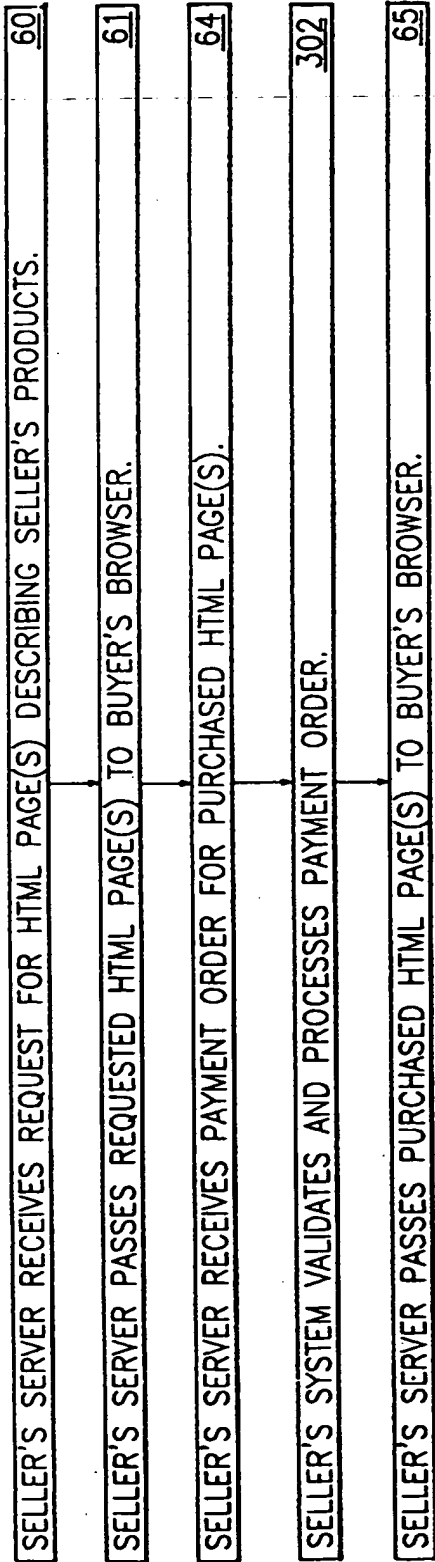 SELLER'S SERVER RECEIVES REQUEST FOR HTML PAGE(S) DESCRIBING SELLER'S PRODUCTS. 60
SELLER'S SERVER PASSES REQUESTED HTML PAGE(S) TO BUYER'S BROWSER. 61
SELLER'S SERVER RECEIVES PAYMENT ORDER FOR PURCHASED HTML PAGE(S). 64
SELLER'S SYSTEM VALIDATES AND PROCESSES PAYMENT ORDER. 302
SELLER'S SERVER PASSES PURCHASED HTML PAGE(S) TO BUYER'S BROWSER. 65